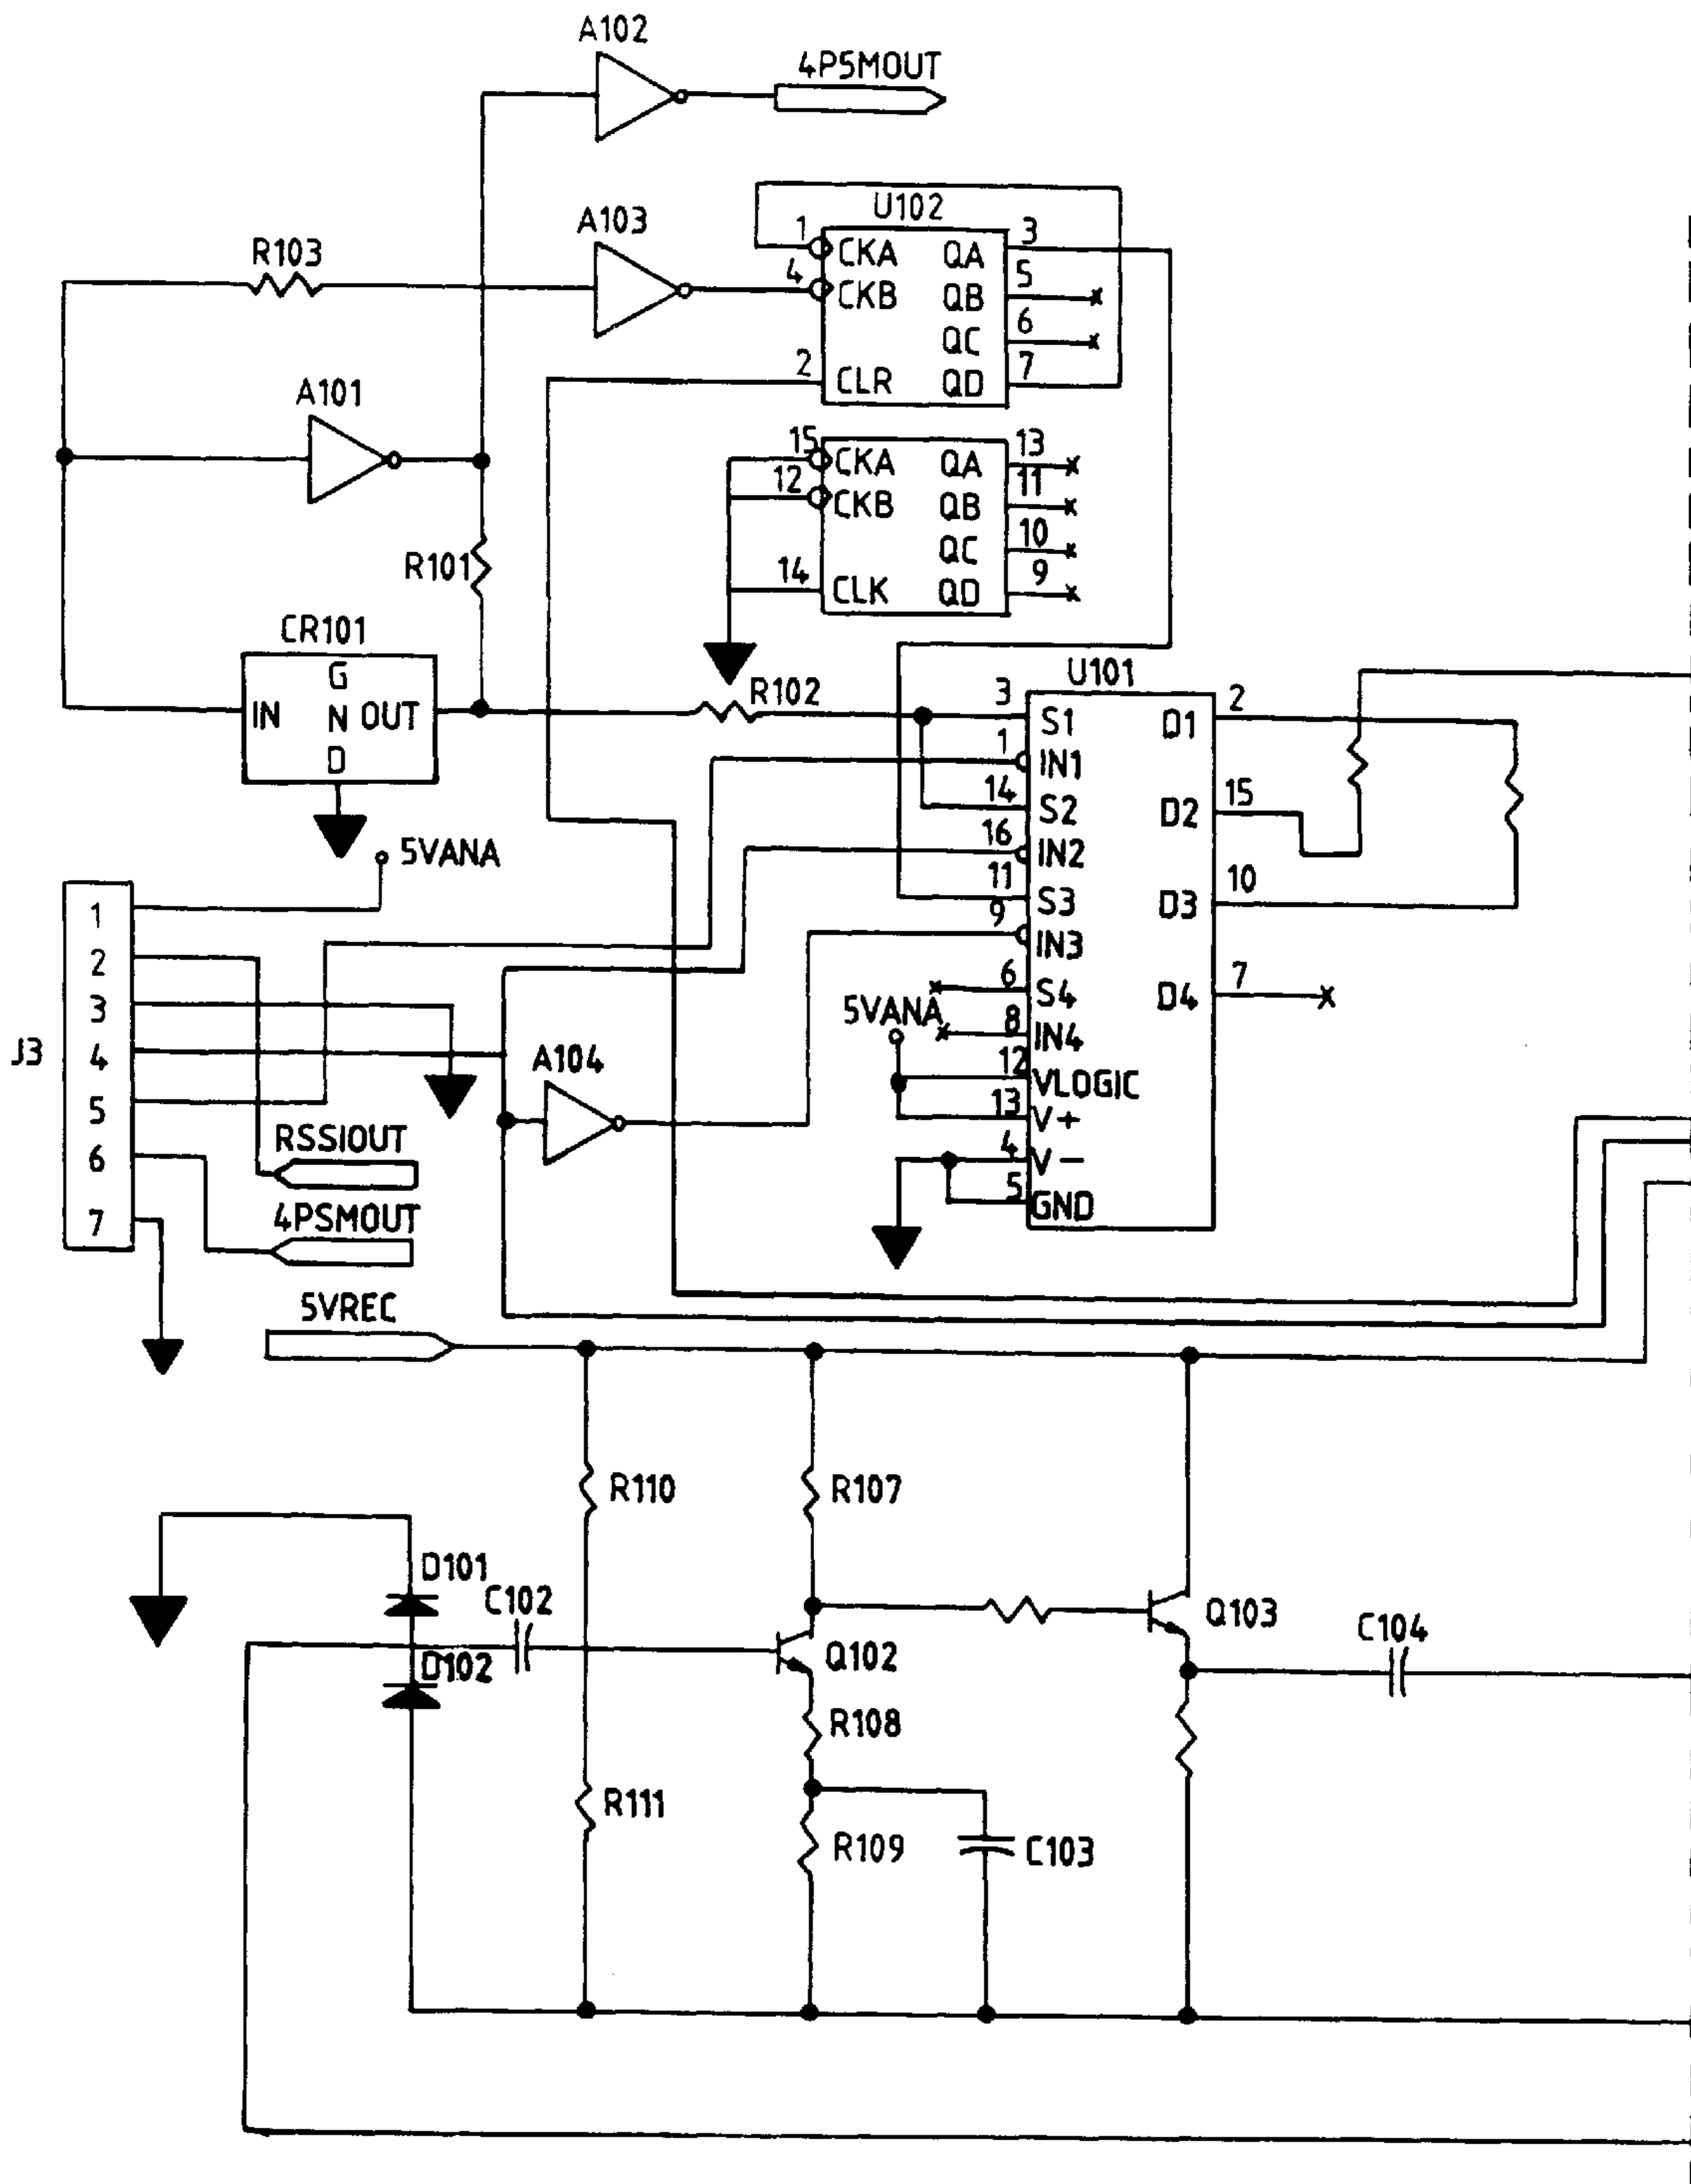 A102
4PSMOUT
A103
U102
R103
1 CKA QA 3
4 CKB QB 5
QC 6
2 CLR QD 7
A101
15 CKA QA 13
12 CKB QB 11
QC 10
14 CLK QD 9
R101
CR101
IN GND OUT
R102
U101
3 S1 D1 2
1 IN1
14 S2 D2 15
16 IN2
11 S3 D3 10
9 IN3
6 S4 D4 7
8 IN4
12 VLOGIC
13 V+
4 V-
5 GND
5VANA
5VANA
J3
1
2
3
4
5
6
7
A104
RSSIOUT
4PSMOUT
5VREC
R110
R107
D101
C102
D102
Q102
Q103
C104
R108
R111
R109
C103